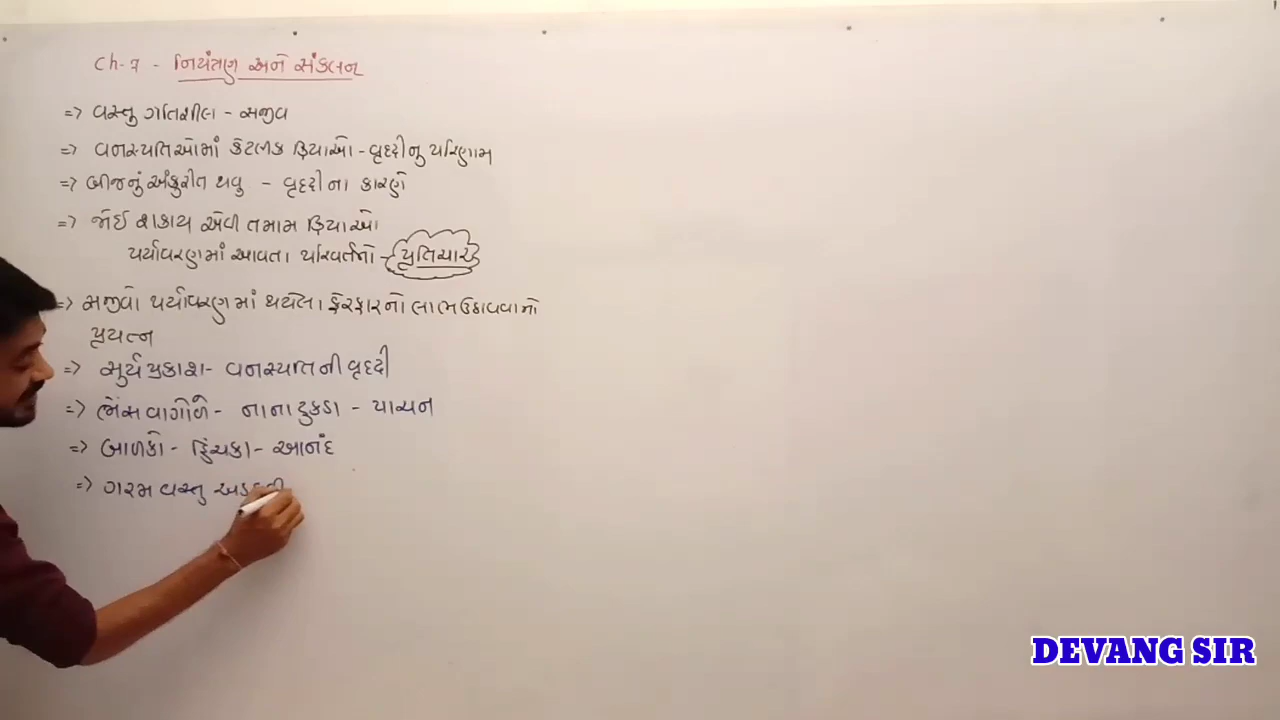 Ch-7 - નિયંત્રણ અને સંકલન
=> વસ્તુ ગતિશીલ - સજીવ
=> વનસ્પતિઓમાં કેટલીક ક્રિયાઓ - વૃદ્ધીનુ પરિણામ
=> બીજનું અંકુરીત થવુ - વૃદ્ધીના કારણે
=> જોઈ શકાય એવી તમામ ક્રિયાઓ
પર્યાવરણમાં આવતા પરિવર્તનો - પ્રતિચાર
=> સજીવો પર્યાવરણમાં થયેલા ફેરફારનો લાભ ઉઠાવવાનો
પ્રયત્ન
=> સુર્યપ્રકાશ - વનસ્પતિની વૃદ્ધી
=> ભેંસ વાગોળે - નાના ટુકડા - પાચન
=> બાળકો - હિંચકા - આનંદ
=> ગરમ વસ્તુ
DEVANG SIR